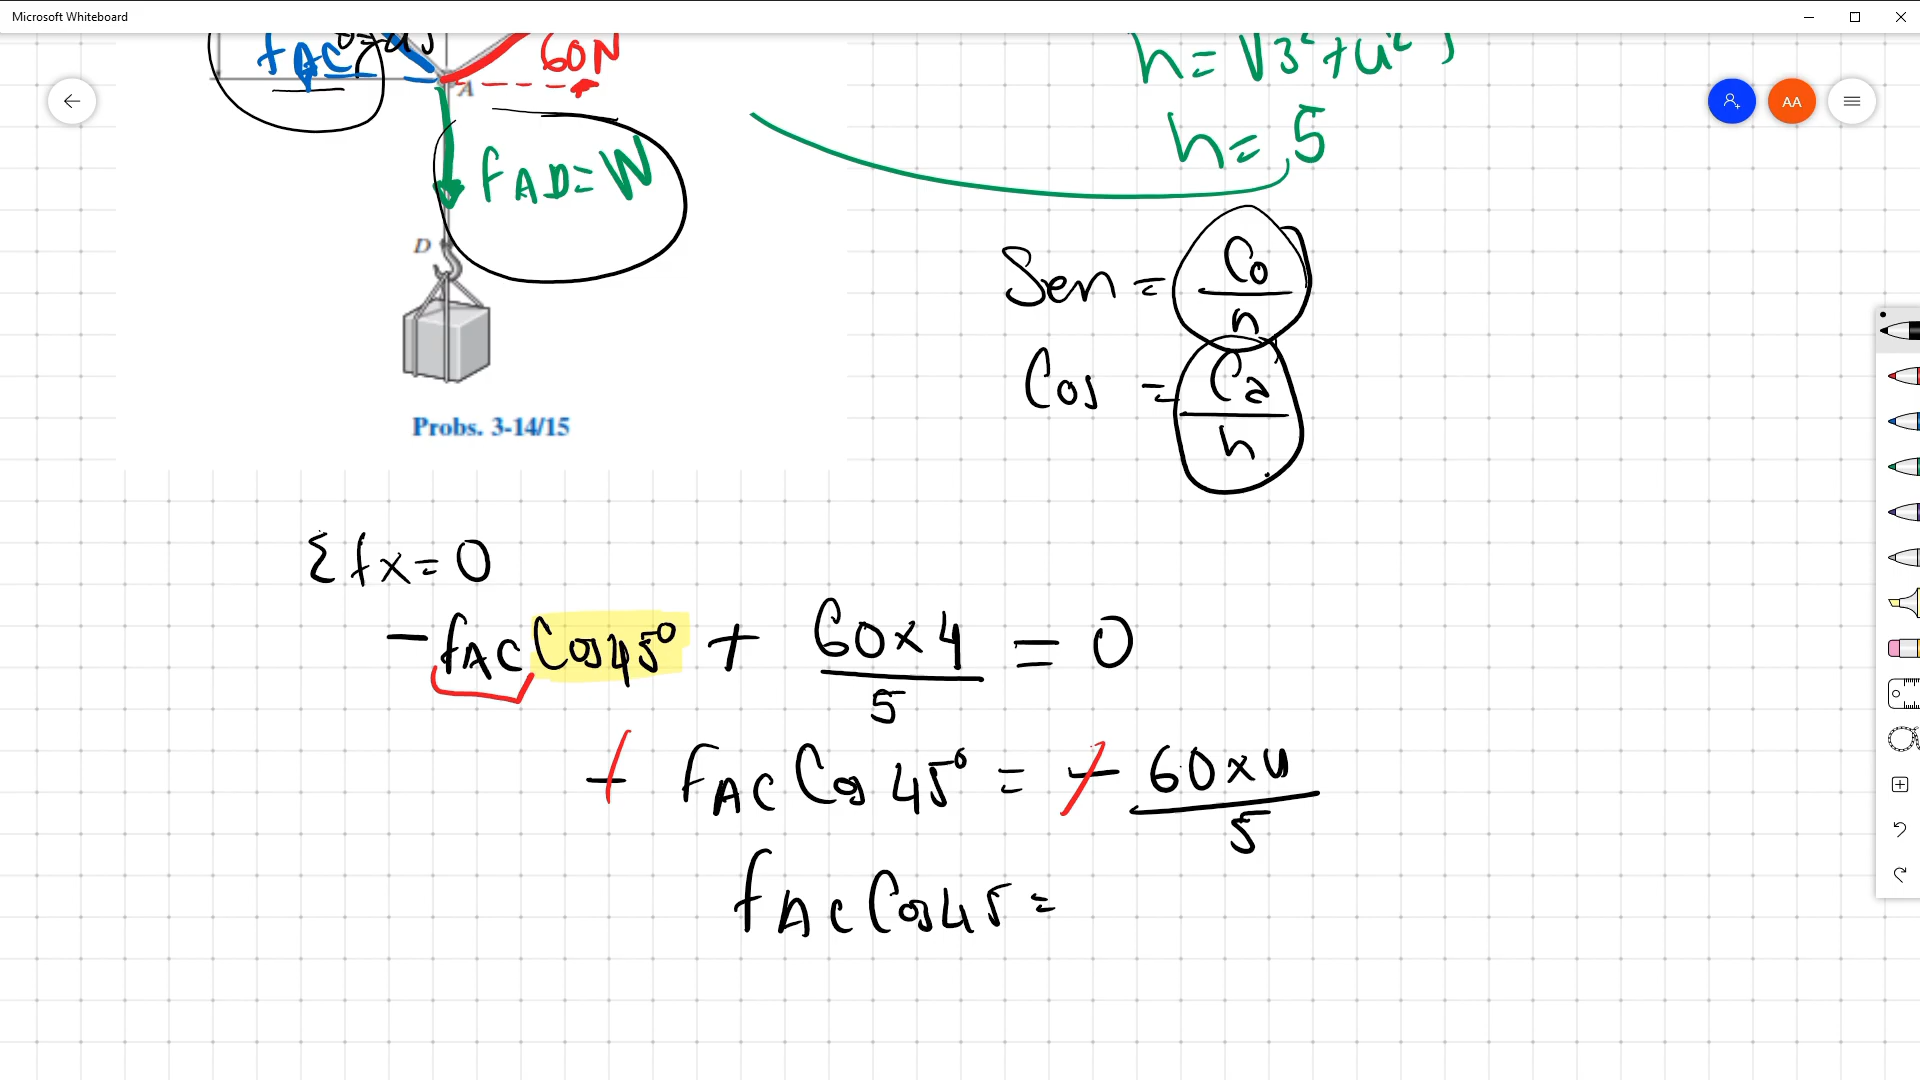 Microsoft Whiteboard
fAC 60N
A
h = √3² + 4²
h = 5
fAD = W
D
Sen = Co/h
Cos = Ca/h
Probs. 3-14/15
AA
Σfx = 0
- fAC Cos45° + 60 x 4 / 5 = 0
- fAC Cos 45° = - 60 x 4 / 5
fAC Cos45 =